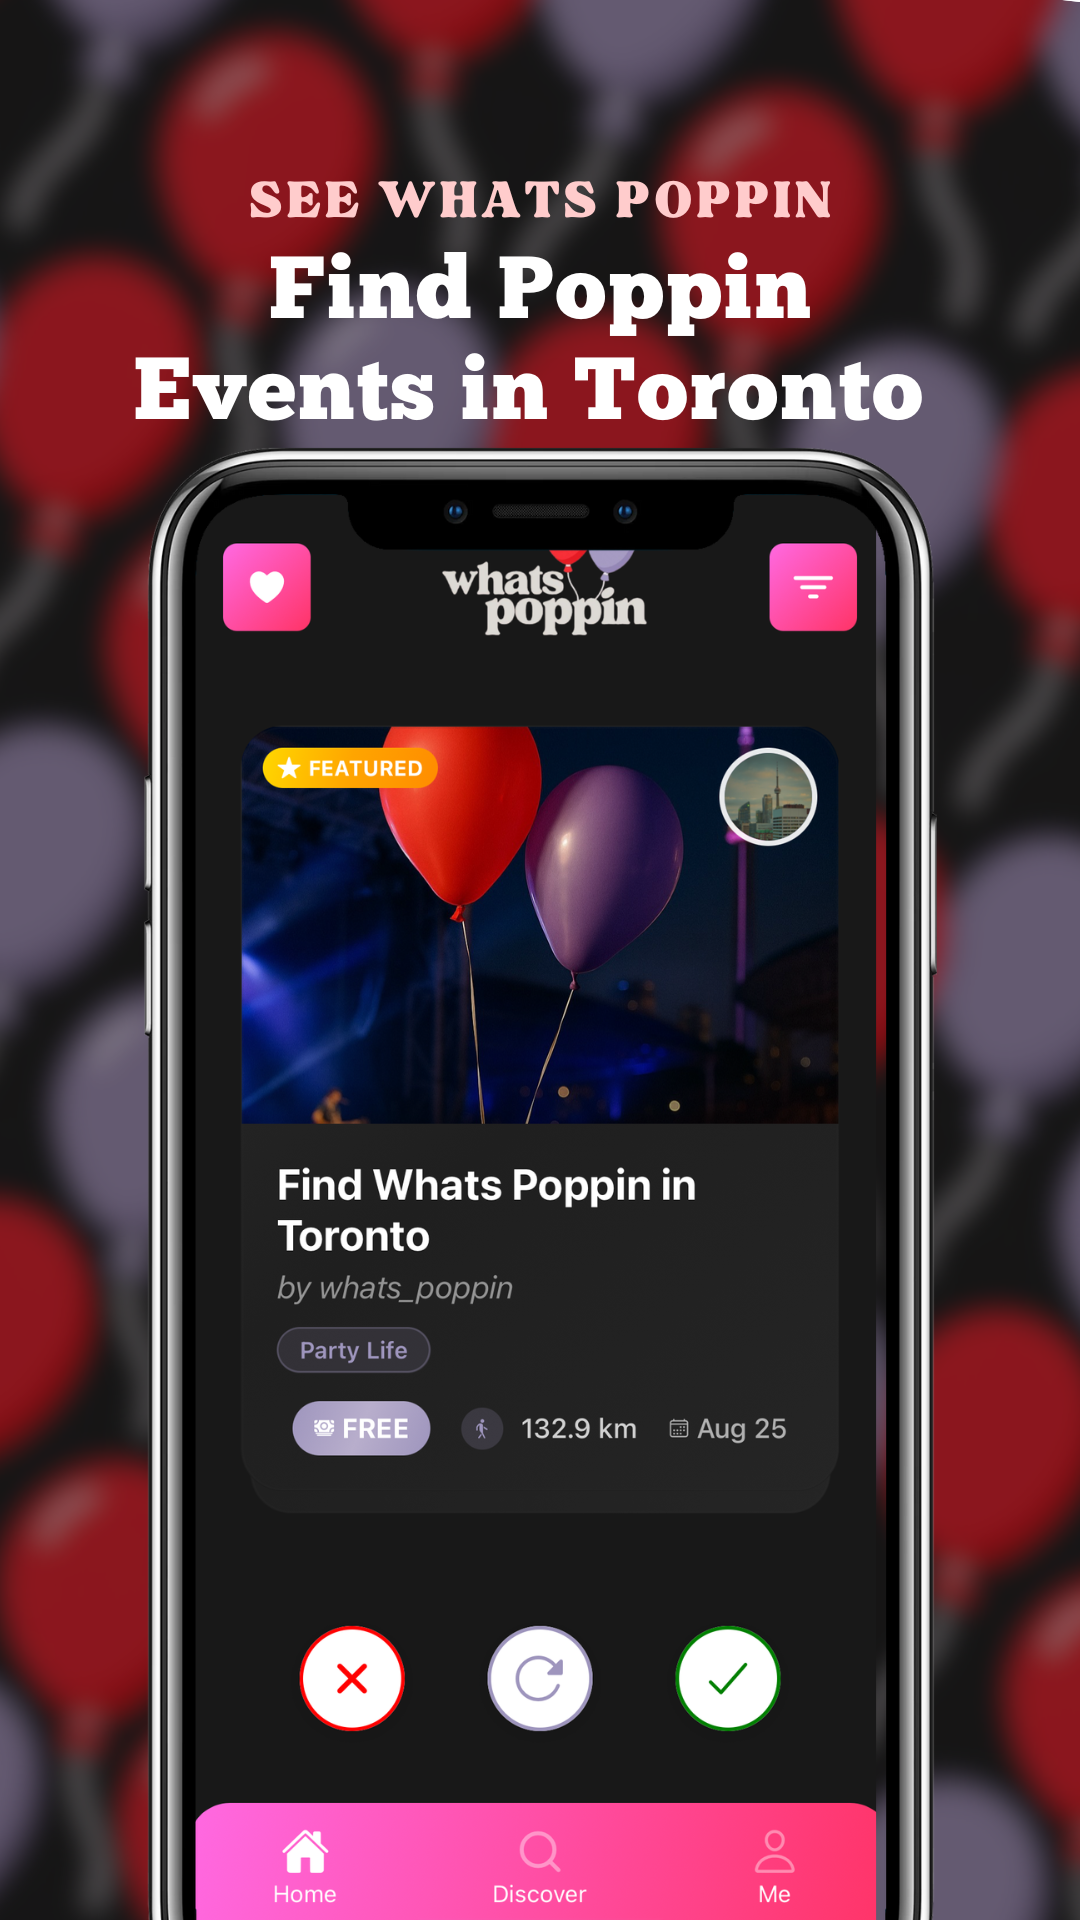 SEE WHATS POPPIN
Find Poppin
Events in Toronto
whats
poppin
FEATURED
Find Whats Poppin in
Toronto
by whats_poppin
Party Life
FREE 132.9 km Aug 25
Home Discover Me